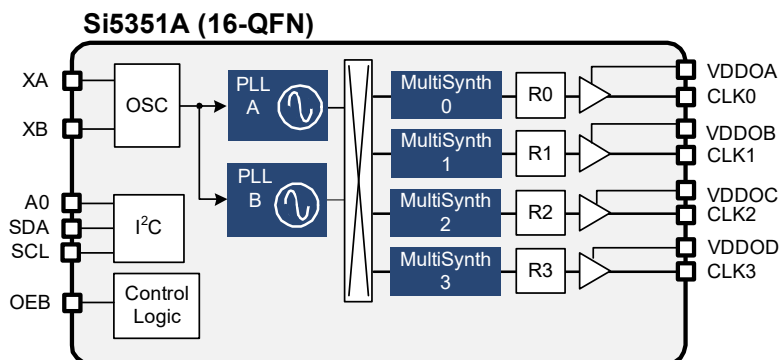 Si5351A (16-QFN)
XA
XB
OSC
PLL
A
PLL
B
A0
SDA
SCL
I²C
OEB
Control
Logic
MultiSynth
0
R0
VDDOA
CLK0
MultiSynth
1
R1
VDDOB
CLK1
MultiSynth
2
R2
VDDOC
CLK2
MultiSynth
3
R3
VDDOD
CLK3